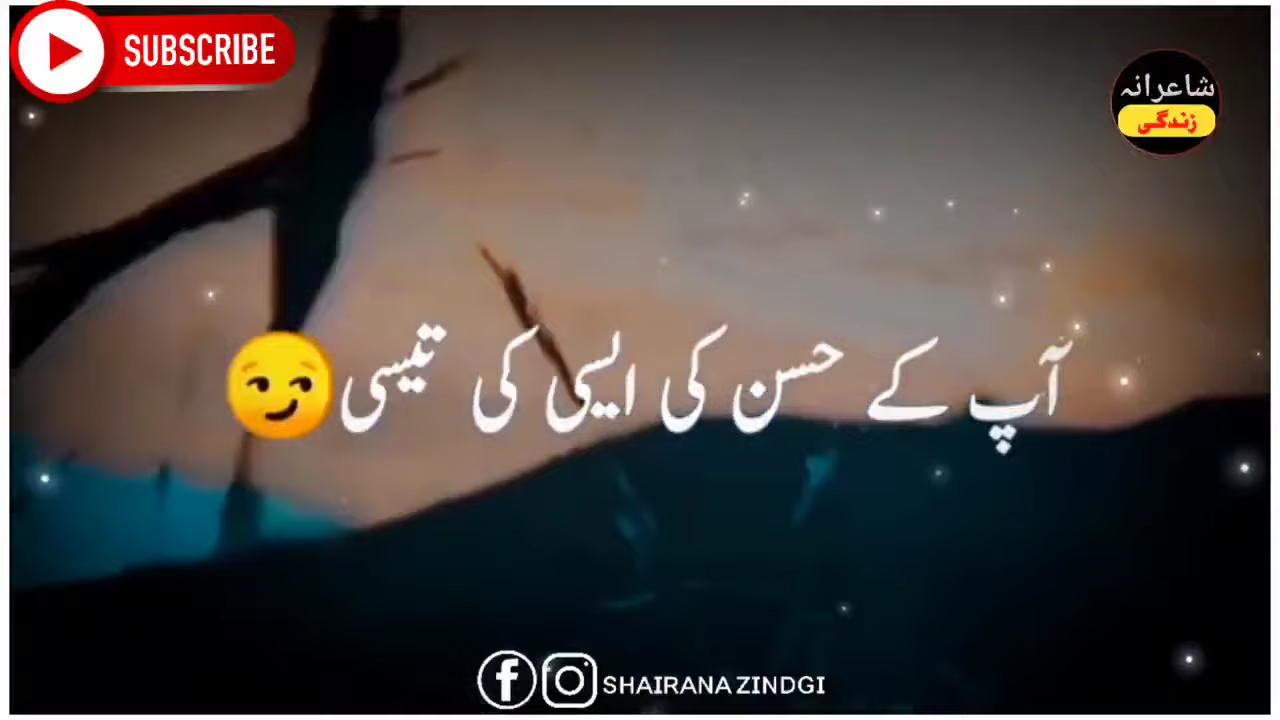 SUBSCRIBE
شاعرانہ
زندگی
آپ کے حسن کی ایسی کی تیسی😏
SHAIRANA ZINDGI